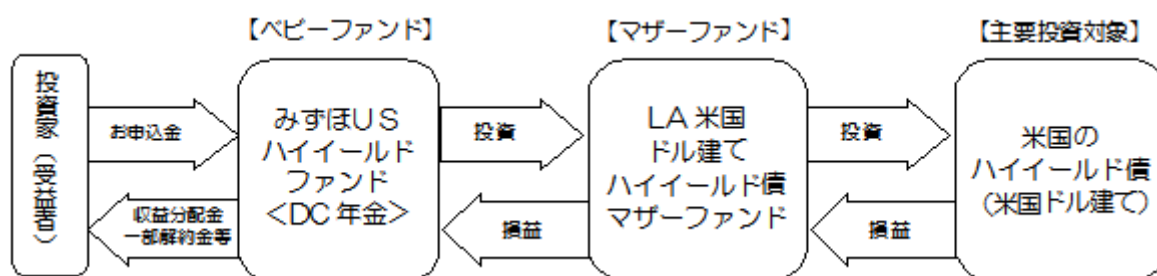 【ベビーファンド】
【マザーファンド】
【主要投資対象】
投資家（受益者）
お申込金
収益分配金
一部解約金等
みずほUS
ハイイールド
ファンド
<DC年金>
投資
損益
LA米国
ドル建て
ハイイールド債
マザーファンド
投資
損益
米国の
ハイイールド債
（米国ドル建て）